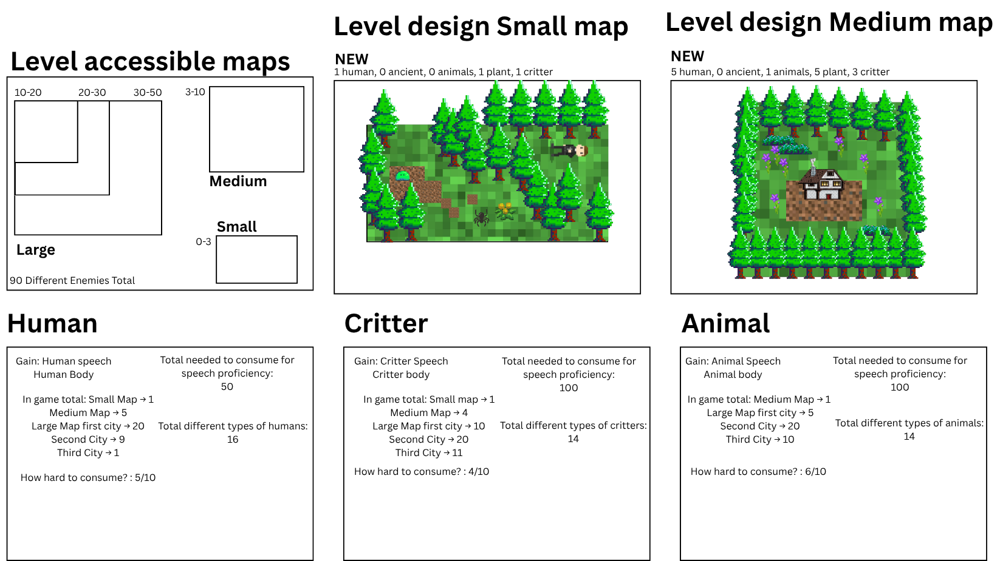 Level accessible maps
10-20
20-30
30-50
3-10
Medium
Small
0-3
Large
90 Different Enemies Total
Level design Small map
NEW
1 human, 0 ancient, 0 animals, 1 plant, 1 critter
Level design Medium map
NEW
5 human, 0 ancient, 1 animals, 5 plant, 3 critter
Human
Gain: Human speech
Human Body
In game total: Small Map → 1
Medium Map → 5
Large Map first city → 20
Second City → 9
Third City → 1
How hard to consume? : 5/10
Total needed to consume for
speech proficiency:
50
Total different types of humans:
16
Critter
Gain: Critter Speech
Critter body
In game total: Small map → 1
Medium Map → 4
Large Map first city → 10
Second City → 20
Third City → 11
How hard to consume? : 4/10
Total needed to consume for
speech proficiency:
100
Total different types of critters:
14
Animal
Gain: Animal Speech
Animal body
In game total: Medium Map → 1
Large Map first city → 5
Second City → 20
Third City → 10
How hard to consume? : 6/10
Total needed to consume for
speech proficiency:
100
Total different types of animals:
14